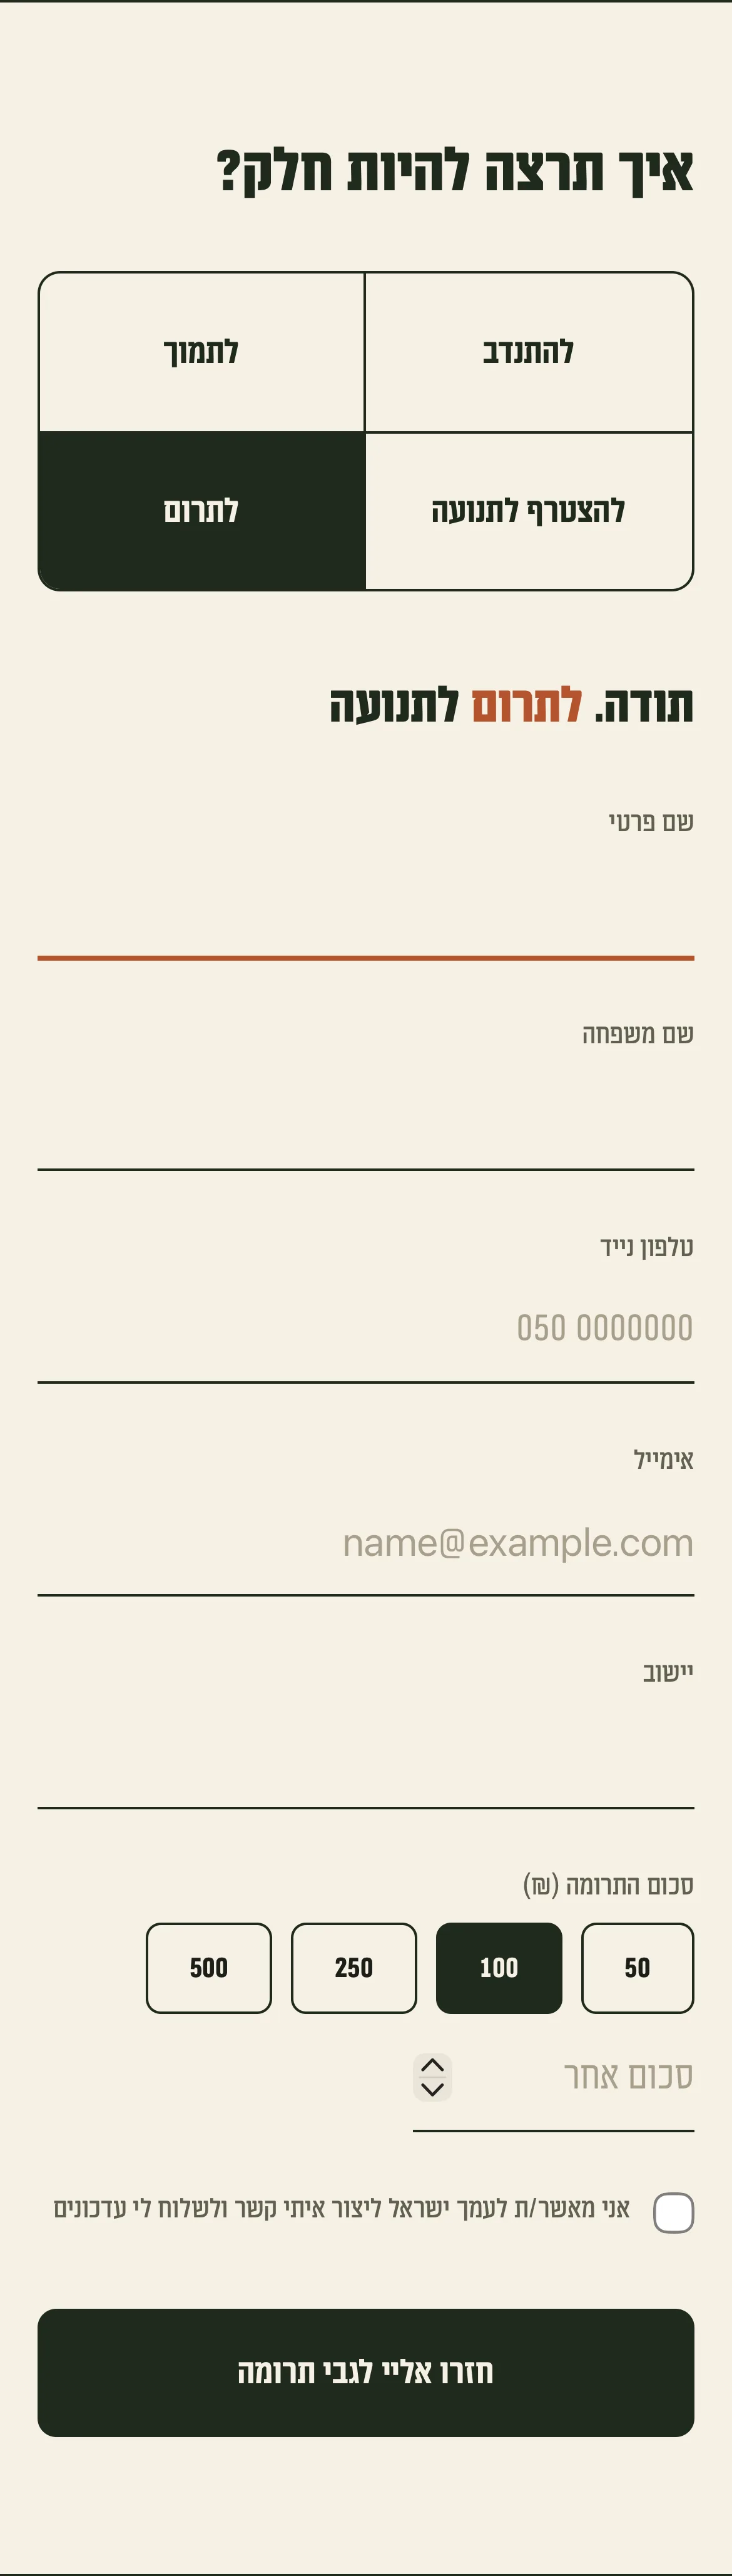 איך תרצה להיות חלק?
להתנדב
לתמוך
להצטרף לתנועה
לתרום
תודה. לתרום לתנועה
שם פרטי
שם משפחה
טלפון נייד
050 0000000
אימייל
name@example.com
יישוב
סכום התרומה (₪)
50
100
250
500
סכום אחר
אני מאשר/ת לעמך ישראל ליצור איתי קשר ולשלוח לי עדכונים
חזרו אליי לגבי תרומה